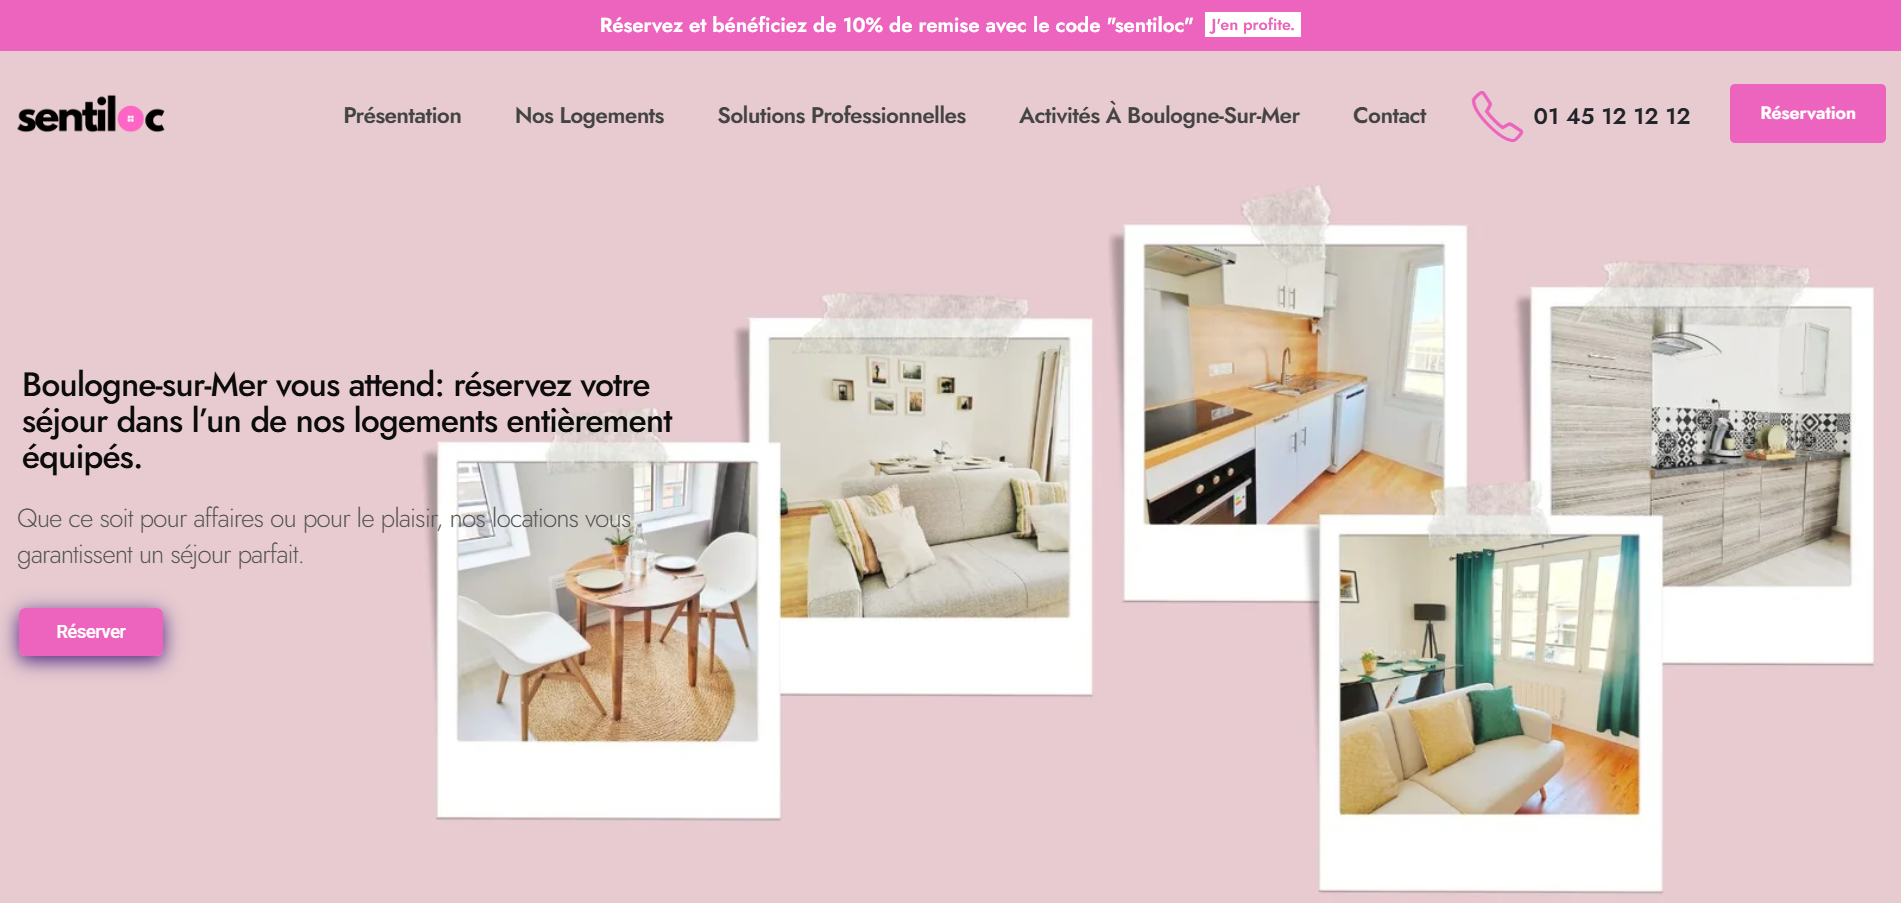 Réservez et bénéficiez de 10% de remise avec le code "sentiloc" J'en profite.
sentiloc
Présentation
Nos Logements
Solutions Professionnelles
Activités À Boulogne-Sur-Mer
Contact
01 45 12 12 12
Réservation
Boulogne-sur-Mer vous attend: réservez votre
séjour dans l’un de nos logements entièrement
équipés.
Que ce soit pour affaires ou pour le plaisir, nos locations vous
garantissent un séjour parfait.
Réserver